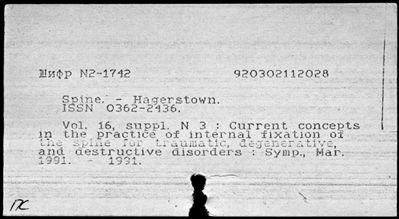 Шифр N2-1742 920302112028
Spine. - Hagerstown.
ISSN 0362-2436.
Vol. 16, suppl. N 3 : Current concepts
in the practice of internal fixation of
the spine for traumatic, degenerative,
and destructive disorders : Symp., Mar.
1991. - 1991.